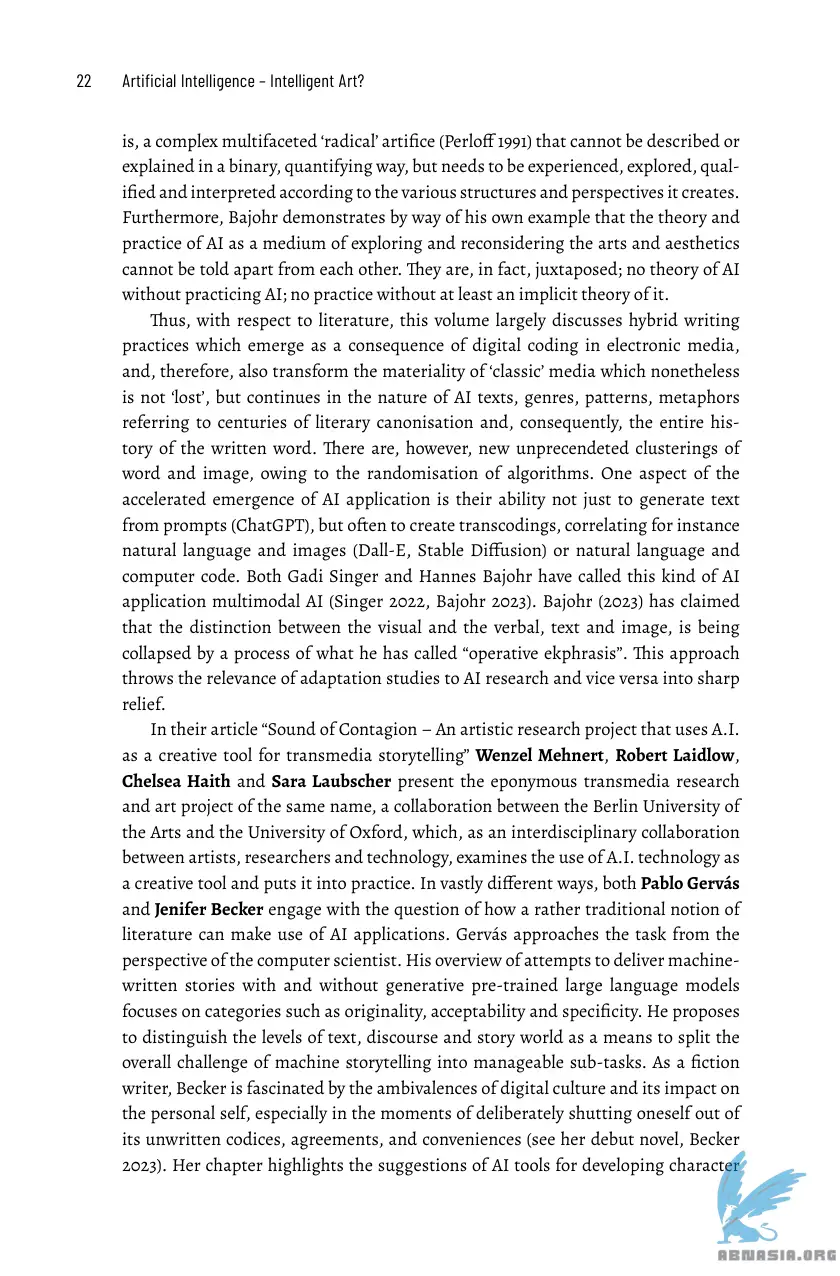 22 Artificial Intelligence – Intelligent Art?
is, a complex multifaceted ‘radical’ artifice (Perloff 1991) that cannot be described or
explained in a binary, quantifying way, but needs to be experienced, explored, qual-
ified and interpreted according to the various structures and perspectives it creates.
Furthermore, Bajohr demonstrates by way of his own example that the theory and
practice of AI as a medium of exploring and reconsidering the arts and aesthetics
cannot be told apart from each other. They are, in fact, juxtaposed; no theory of AI
without practicing AI; no practice without at least an implicit theory of it.
Thus, with respect to literature, this volume largely discusses hybrid writing
practices which emerge as a consequence of digital coding in electronic media,
and, therefore, also transform the materiality of ‘classic’ media which nonetheless
is not ‘lost’, but continues in the nature of AI texts, genres, patterns, metaphors
referring to centuries of literary canonisation and, consequently, the entire his-
tory of the written word. There are, however, new unprecendeted clusterings of
word and image, owing to the randomisation of algorithms. One aspect of the
accelerated emergence of AI application is their ability not just to generate text
from prompts (ChatGPT), but often to create transcodings, correlating for instance
natural language and images (Dall-E, Stable Diffusion) or natural language and
computer code. Both Gadi Singer and Hannes Bajohr have called this kind of AI
application multimodal AI (Singer 2022, Bajohr 2023). Bajohr (2023) has claimed
that the distinction between the visual and the verbal, text and image, is being
collapsed by a process of what he has called “operative ekphrasis”. This approach
throws the relevance of adaptation studies to AI research and vice versa into sharp
relief.
In their article “Sound of Contagion – An artistic research project that uses A.I.
as a creative tool for transmedia storytelling” Wenzel Mehnert, Robert Laidlow,
Chelsea Haith and Sara Laubscher present the eponymous transmedia research
and art project of the same name, a collaboration between the Berlin University of
the Arts and the University of Oxford, which, as an interdisciplinary collaboration
between artists, researchers and technology, examines the use of A.I. technology as
a creative tool and puts it into practice. In vastly different ways, both Pablo Gervás
and Jenifer Becker engage with the question of how a rather traditional notion of
literature can make use of AI applications. Gervás approaches the task from the
perspective of the computer scientist. His overview of attempts to deliver machine-
written stories with and without generative pre-trained large language models
focuses on categories such as originality, acceptability and specificity. He proposes
to distinguish the levels of text, discourse and story world as a means to split the
overall challenge of machine storytelling into manageable sub-tasks. As a fiction
writer, Becker is fascinated by the ambivalences of digital culture and its impact on
the personal self, especially in the moments of deliberately shutting oneself out of
its unwritten codices, agreements, and conveniences (see her debut novel, Becker
2023). Her chapter highlights the suggestions of AI tools for developing character
ABNASIA.ORG